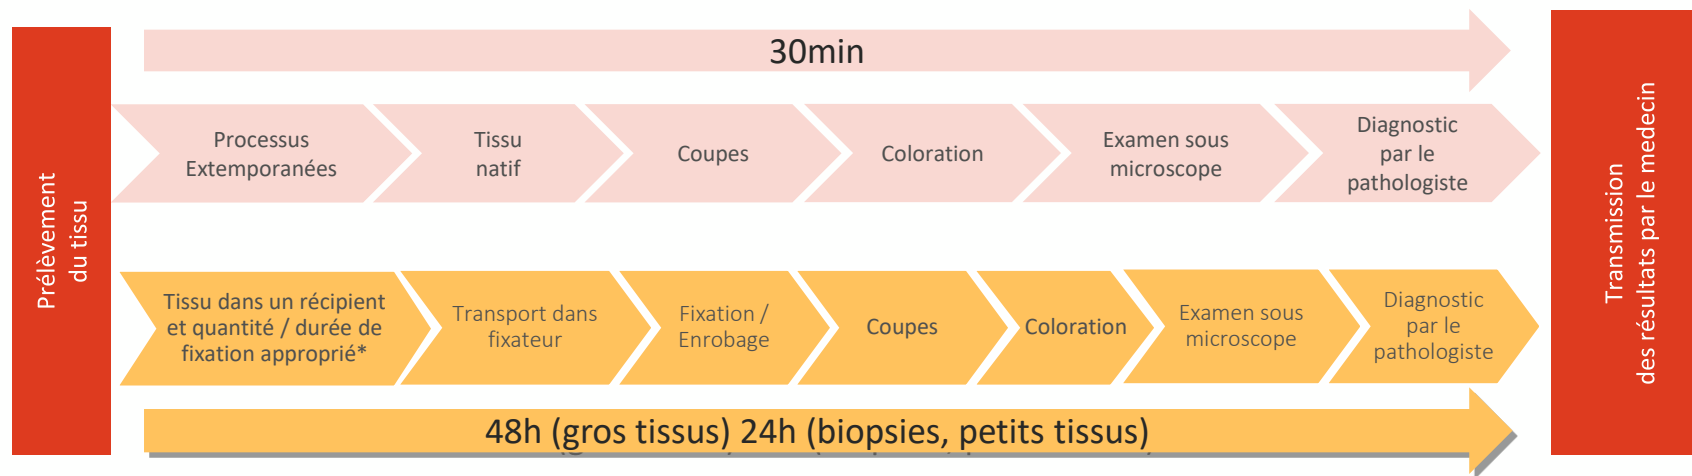 Prélèvement
du tissu
30min
Processus
Extemporanées
Tissu
natif
Coupes
Coloration
Examen sous
microscope
Diagnostic
par le
pathologiste
Tissu dans un récipient
et quantité / durée de
fixation approprié*
Transport dans
fixateur
Fixation /
Enrobage
Coupes
Coloration
Examen sous
microscope
Diagnostic
par le
pathologiste
48h (gros tissus) 24h (biopsies, petits tissus)
Transmission
des résultats par le medecin